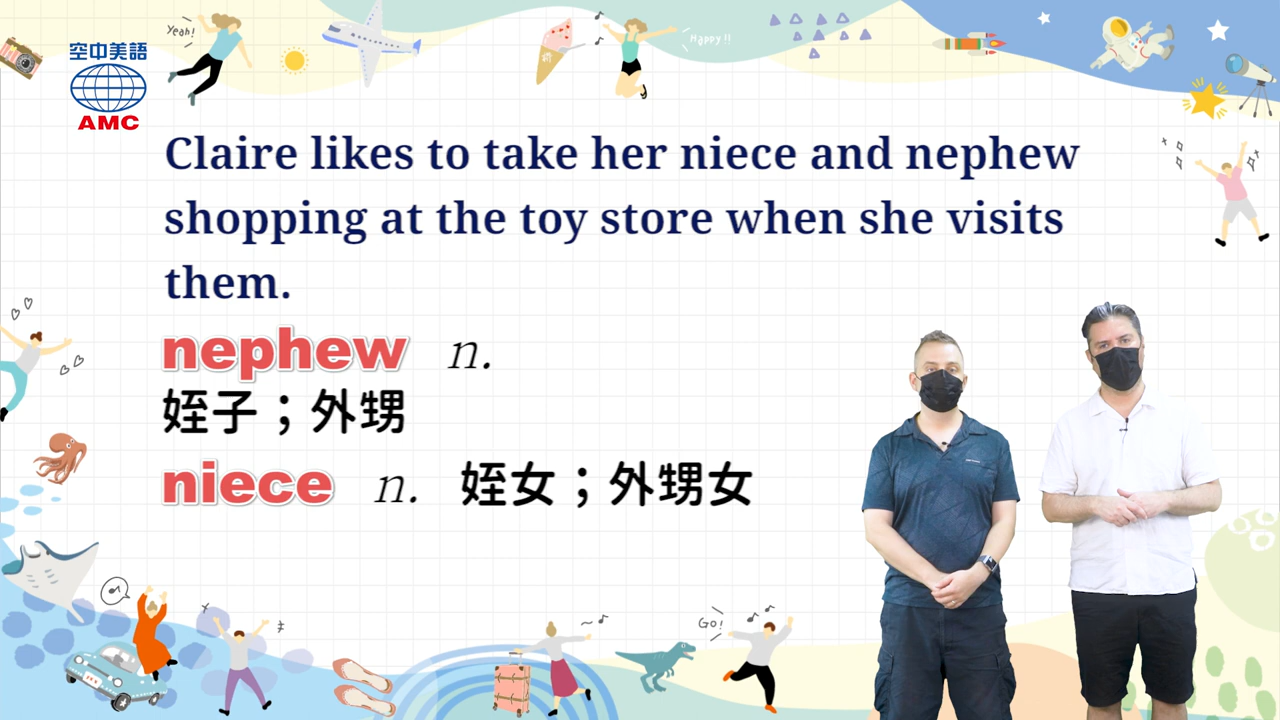 Yeah!
Happy!!
空中美語
AMC
Claire likes to take her niece and nephew
shopping at the toy store when she visits
them.
nephew n.
姪子；外甥
niece n. 姪女；外甥女
Go!